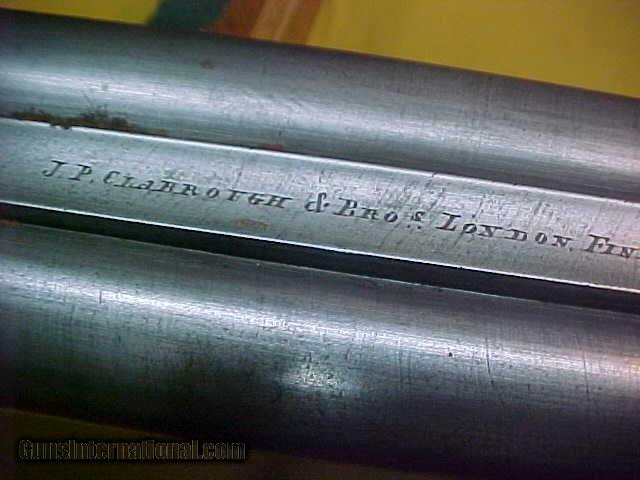 J. P. CLABROUGH & BROS. LONDON. FIN
GunsInternational.com